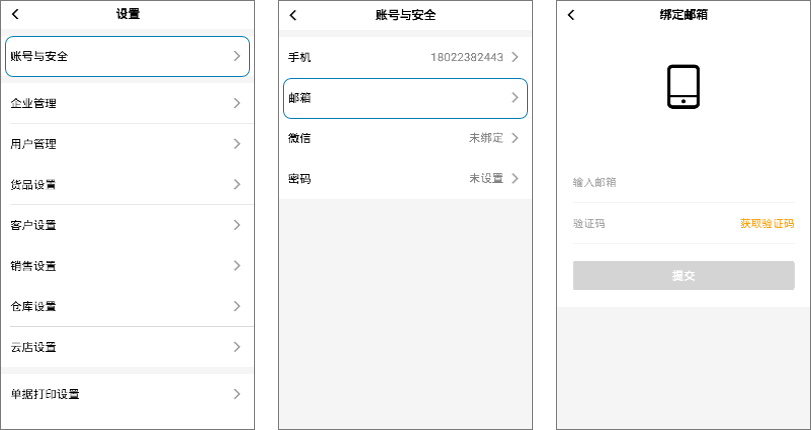 设置
账号与安全
企业管理
用户管理
货品设置
客户设置
销售设置
仓库设置
云店设置
单据打印设置
账号与安全
手机 18022382443
邮箱
微信 未绑定
密码 未设置
绑定邮箱
输入邮箱
验证码 获取验证码
提交